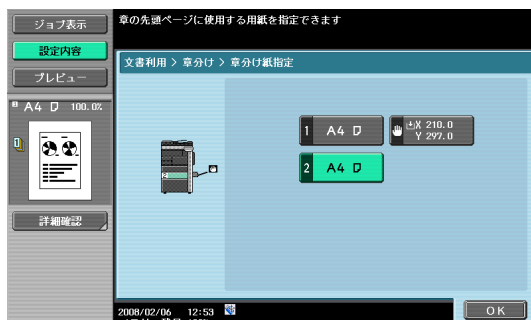 ジョブ表示
設定内容
プレビュー
A4 100.0%
詳細確認
章の先頭ページに使用する用紙を指定できます
文書利用 > 章分け > 章分け紙指定
1 A4
X 210.0
Y 297.0
2 A4
2
2008/02/06 12:53
OK